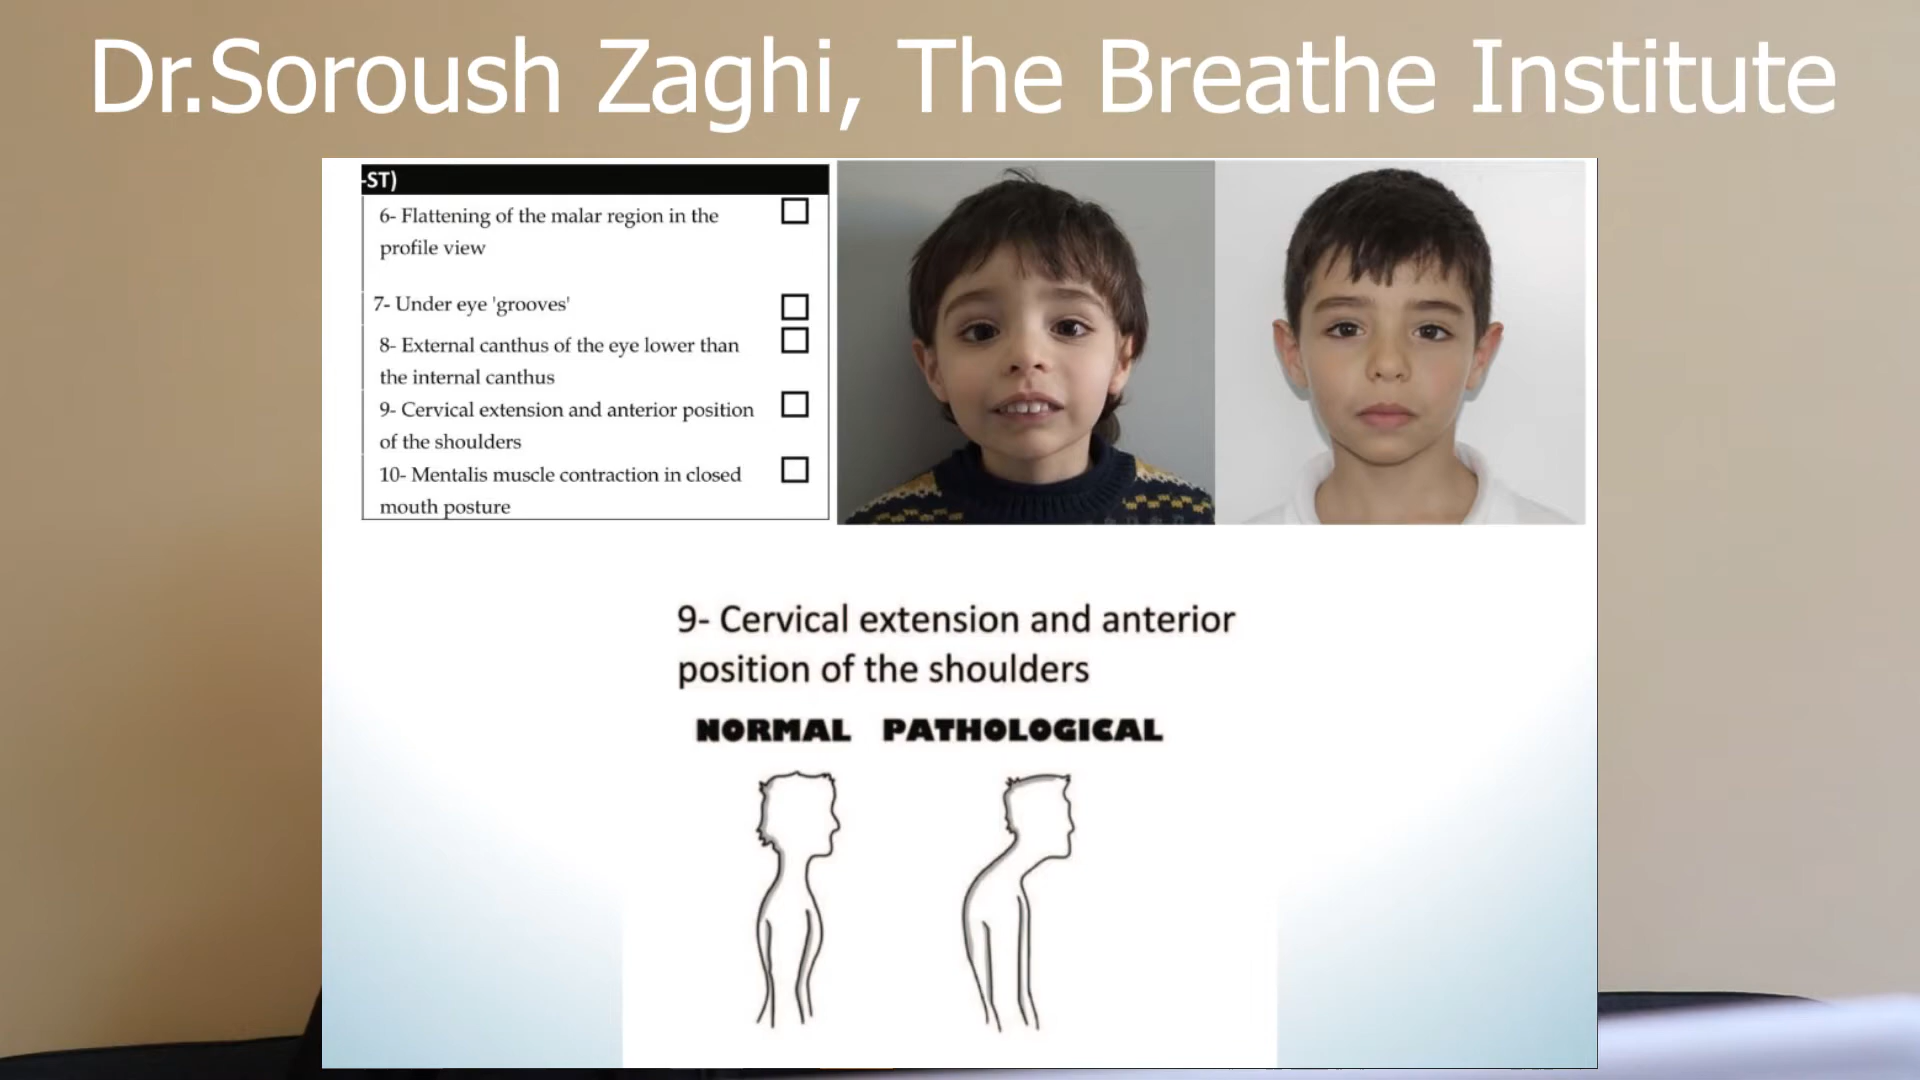 Dr.Soroush Zaghi, The Breathe Institute
-ST)
6- Flattening of the malar region in the
profile view
7- Under eye 'grooves'
8- External canthus of the eye lower than
the internal canthus
9- Cervical extension and anterior position
of the shoulders
10- Mentalis muscle contraction in closed
mouth posture
9- Cervical extension and anterior
position of the shoulders
NORMAL PATHOLOGICAL